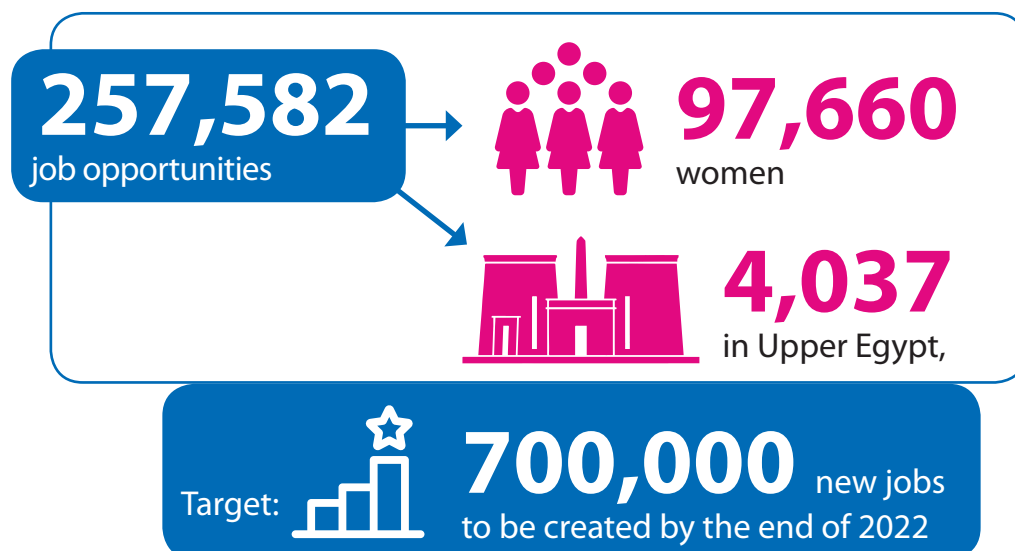 257,582
job opportunities
97,660
women
4,037
in Upper Egypt,
Target:
700,000 new jobs
to be created by the end of 2022